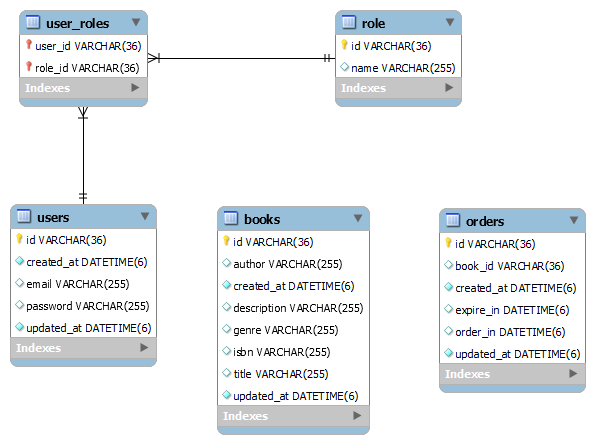 user_roles
user_id VARCHAR(36)
role_id VARCHAR(36)
Indexes
role
id VARCHAR(36)
name VARCHAR(255)
Indexes
users
id VARCHAR(36)
created_at DATETIME(6)
email VARCHAR(255)
password VARCHAR(255)
updated_at DATETIME(6)
Indexes
books
id VARCHAR(36)
author VARCHAR(255)
created_at DATETIME(6)
description VARCHAR(255)
genre VARCHAR(255)
isbn VARCHAR(255)
title VARCHAR(255)
updated_at DATETIME(6)
Indexes
orders
id VARCHAR(36)
book_id VARCHAR(36)
created_at DATETIME(6)
expire_in DATETIME(6)
order_in DATETIME(6)
updated_at DATETIME(6)
Indexes